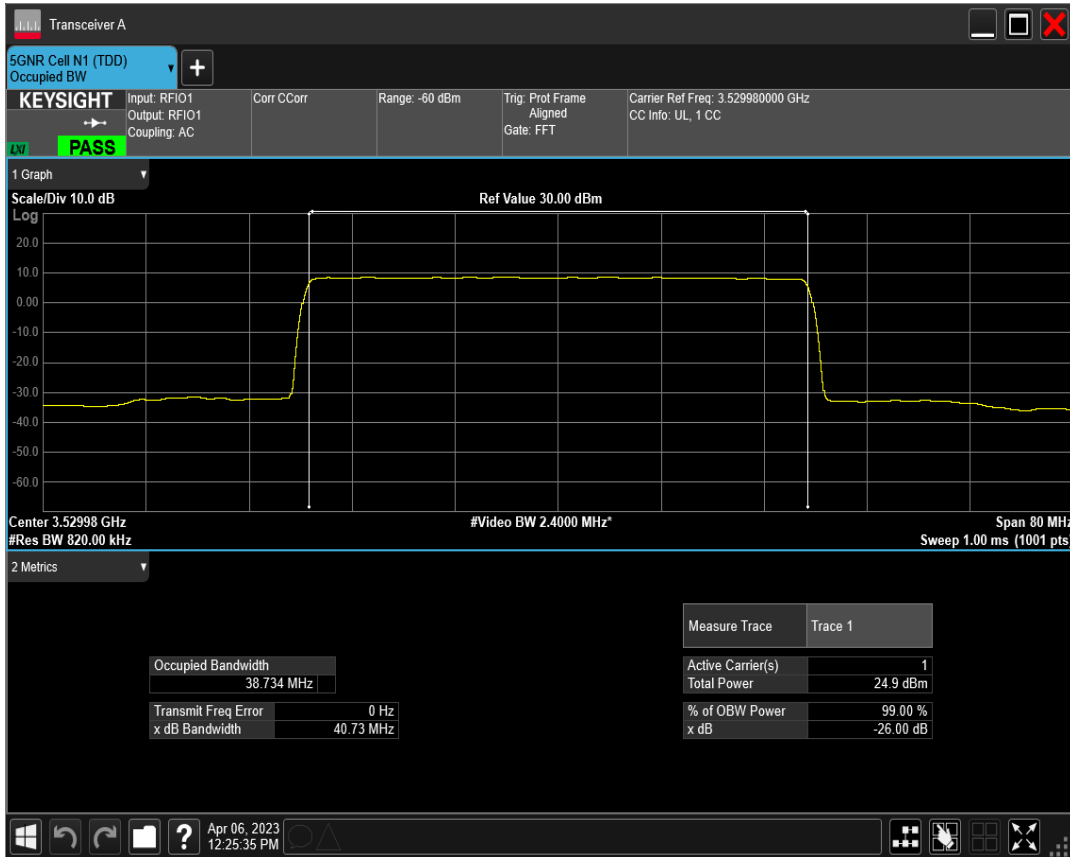 Transceiver A
5GNR Cell N1 (TDD)
Occupied BW
+
KEYSIGHT
LXI
PASS
Input: RFIO1
Output: RFIO1
Coupling: AC
Corr CCorr
Range: -60 dBm
Trig: Prot Frame
Aligned
Gate: FFT
Carrier Ref Freq: 3.529980000 GHz
CC Info: UL, 1 CC
1 Graph
Scale/Div 10.0 dB
Ref Value 30.00 dBm
Log
20.0
10.0
0.00
-10.0
-20.0
-30.0
-40.0
-50.0
-60.0
Center 3.52998 GHz
#Video BW 2.4000 MHz*
Span 80 MHz
#Res BW 820.00 kHz
Sweep 1.00 ms (1001 pts)
2 Metrics
Measure Trace Trace 1
Occupied Bandwidth
38.734 MHz
Active Carrier(s) 1
Total Power 24.9 dBm
Transmit Freq Error 0 Hz
x dB Bandwidth 40.73 MHz
% of OBW Power 99.00 %
x dB -26.00 dB
?
Apr 06, 2023
12:25:35 PM